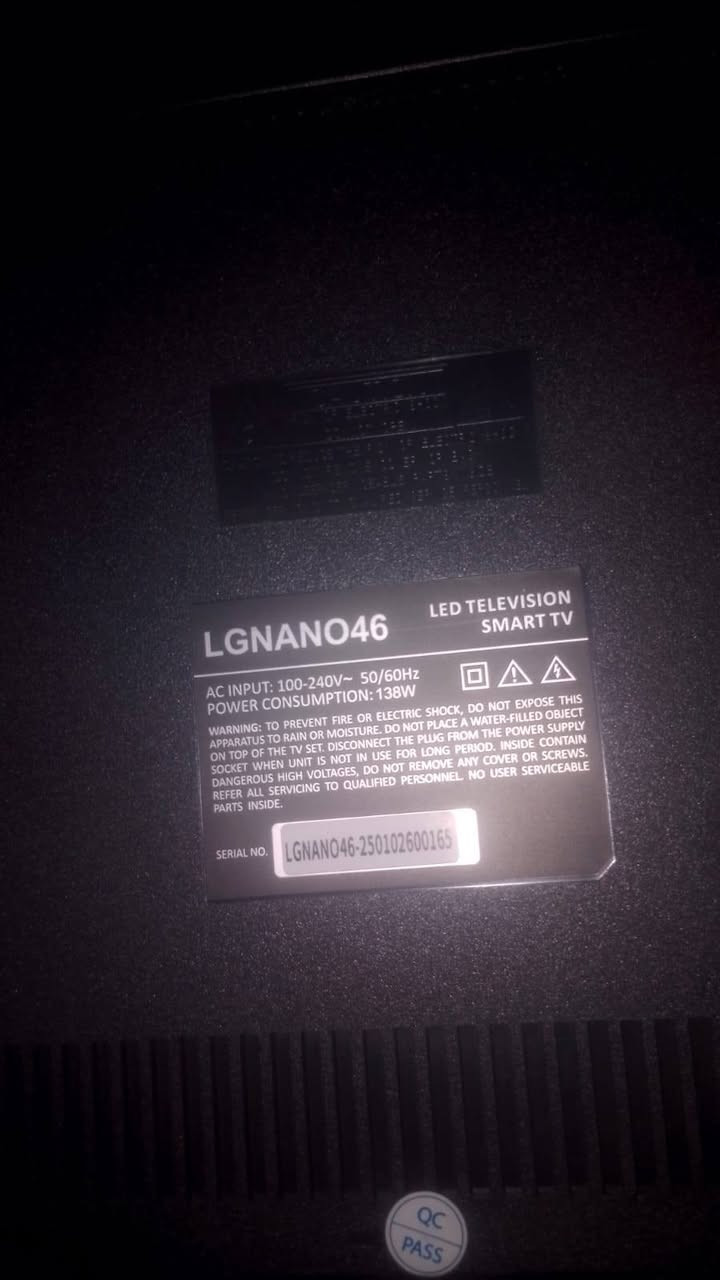 LGNANO46
LED TELEVISION
SMART TV
AC INPUT: 100-240V~ 50/60Hz
POWER CONSUMPTION: 138W
WARNING: TO PREVENT FIRE OR ELECTRIC SHOCK, DO NOT EXPOSE THIS
APPARATUS TO RAIN OR MOISTURE. DO NOT PLACE A WATER-FILLED OBJECT
ON TOP OF THE TV SET. DISCONNECT THE PLUG FROM THE POWER SUPPLY
SOCKET WHEN UNIT IS NOT IN USE FOR LONG PERIOD. INSIDE CONTAIN
DANGEROUS HIGH VOLTAGES, DO NOT REMOVE ANY COVER OR SCREWS.
REFER ALL SERVICING TO QUALIFIED PERSONNEL. NO USER SERVICEABLE
PARTS INSIDE.
SERIAL NO. LGNANO46-250102600165
QC
PASS